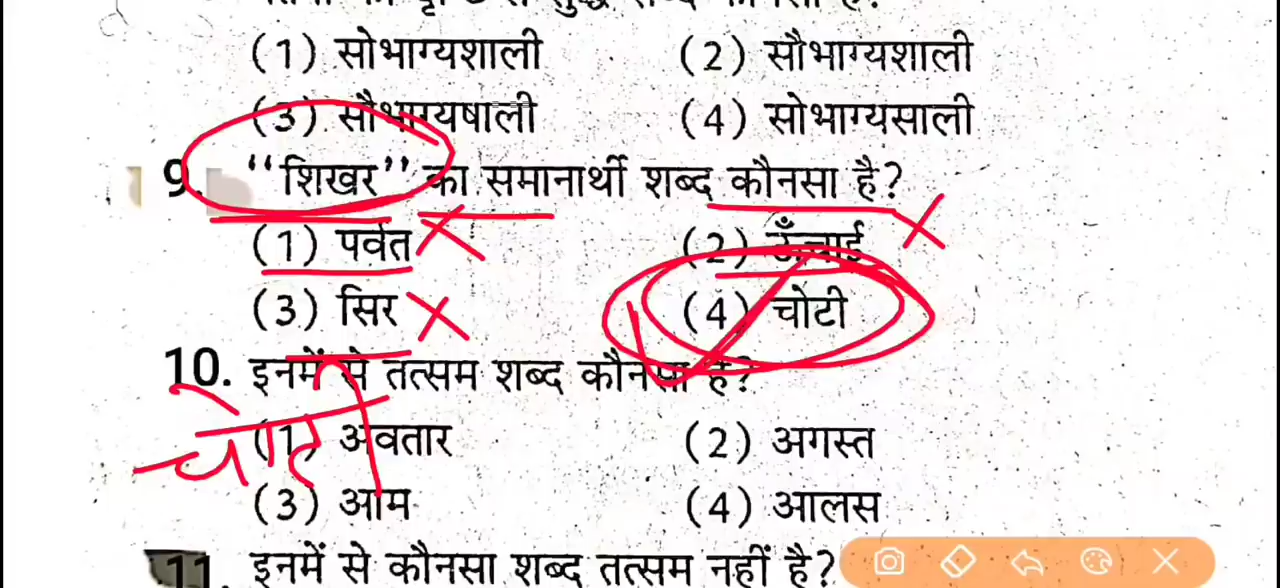 शब्द कौनसा है?
(1) सोभाग्यशाली (2) सौभाग्यशाली
(3) सौभाग्यषाली (4) सोभाग्यसाली
9. “शिखर” का समानार्थी शब्द कौनसा है?
(1) पर्वत (2) ऊँचाई
(3) सिर (4) चोटी
10. इनमें से तत्सम शब्द कौनसा है?
चोटी
(1) अवतार (2) अगस्त
(3) आम (4) आलस
11. इनमें से कौनसा शब्द तत्सम नहीं है?